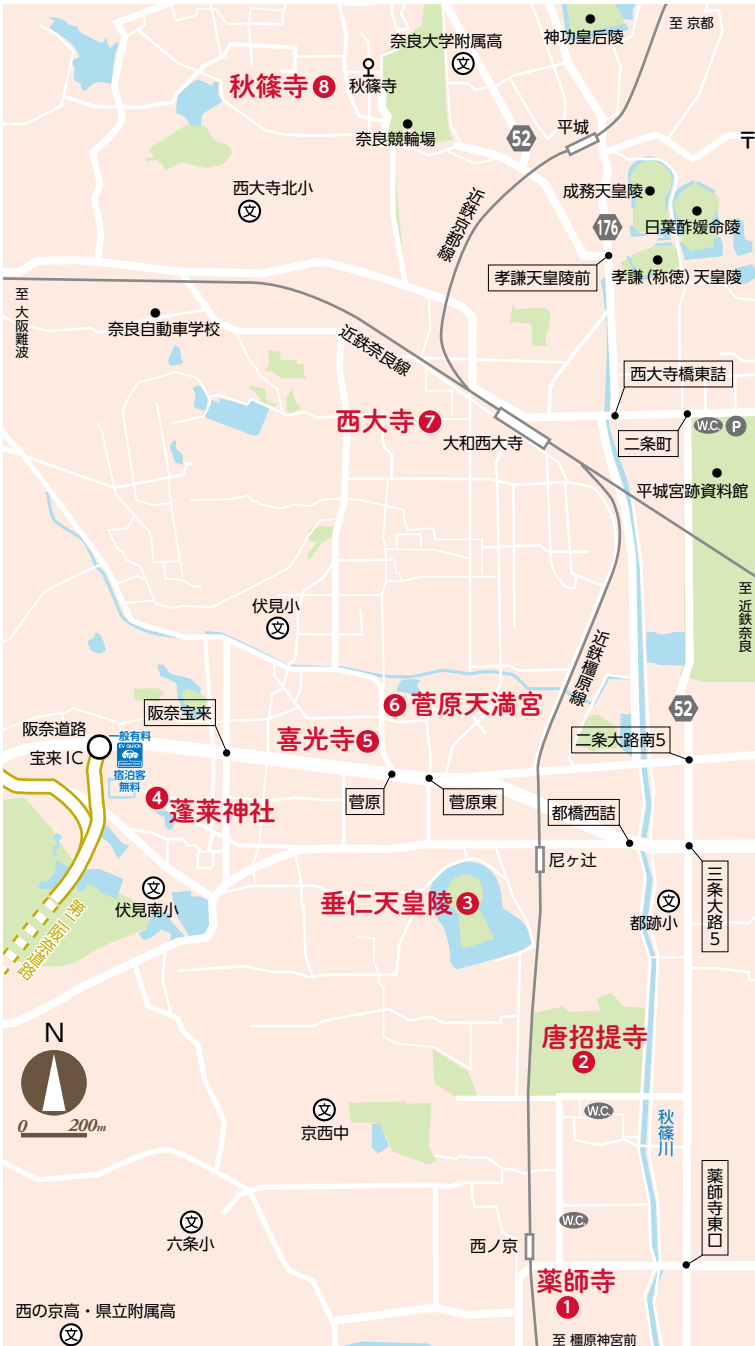 至 京都
神功皇后陵
奈良大学附属高
文
秋篠寺 8
秋篠寺
奈良競輪場
52
平城
〒
西大寺北小
文
近鉄京都線
成務天皇陵
176
日葉酢媛命陵
孝謙天皇陵前
孝謙(称徳)天皇陵
至 大阪難波
奈良自動車学校
近鉄奈良線
西大寺橋東詰
西大寺 7
大和西大寺
二条町
W.C.
P
平城宮跡資料館
至 近鉄奈良
伏見小
文
近鉄橿原線
6 菅原天満宮
52
阪奈宝来
阪奈道路
宝来 IC
一般有料
EV QUICK
宿泊客
無料
喜光寺 5
二条大路南5
4 蓬莱神社
菅原
菅原東
都橋西詰
尼ヶ辻
三条大路5
文
伏見南小
垂仁天皇陵 3
文
都跡小
第二阪奈道路
唐招提寺
2
N
0 200m
文
京西中
W.C.
秋篠川
薬師寺東口
文
六条小
W.C.
西ノ京
薬師寺
1
西の京高・県立附属高
文
至 橿原神宮前